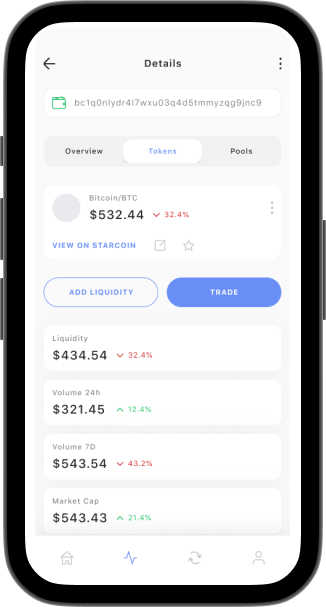 Details
bc1q0nlydr4l7wxu03q4d5tmmyzqg9jnc9
Overview Tokens Pools
Bitcoin/BTC
$532.44 32.4%
VIEW ON STARCOIN
ADD LIQUIDITY TRADE
Liquidity
$434.54 32.4%
Volume 24h
$321.45 12.4%
Volume 7D
$543.54 43.2%
Market Cap
$543.43 21.4%